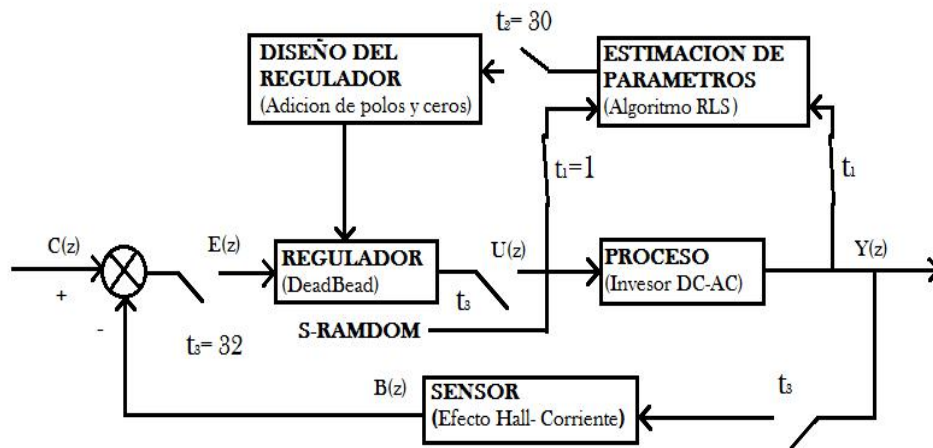 t₂= 30
DISEÑO DEL
REGULADOR
(Adicion de polos y ceros)
ESTIMACION DE
PARAMETROS
(Algoritmo RLS)
t₁=1
t₁
C(z)
+
-
E(z)
REGULADOR
(DeadBead)
U(z)
PROCESO
(Invesor DC-AC)
Y(z)
t₃
S-RAMDOM
t₃= 32
B(z)
SENSOR
(Efecto Hall- Corriente)
t₃